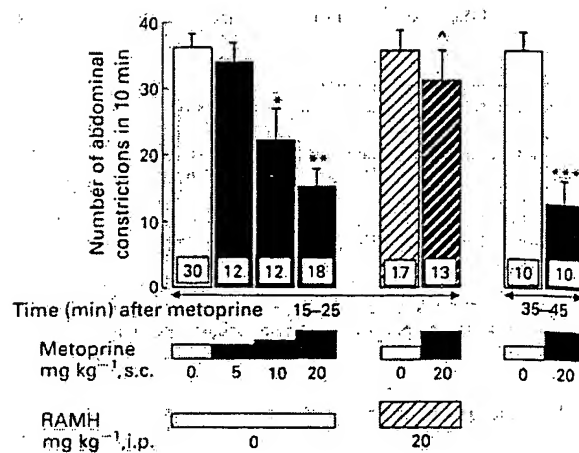 Number of abdominal
constrictions in 10 min
40
30
20
10
0
*
**
^
***
30 12 12 18 17 13 10 10
Time (min) after metoprine 15–25 35–45
Metoprine
mg kg⁻¹, s.c. 0 5 10 20 0 20 0 20
RAMH
mg kg⁻¹, i.p. 0 20